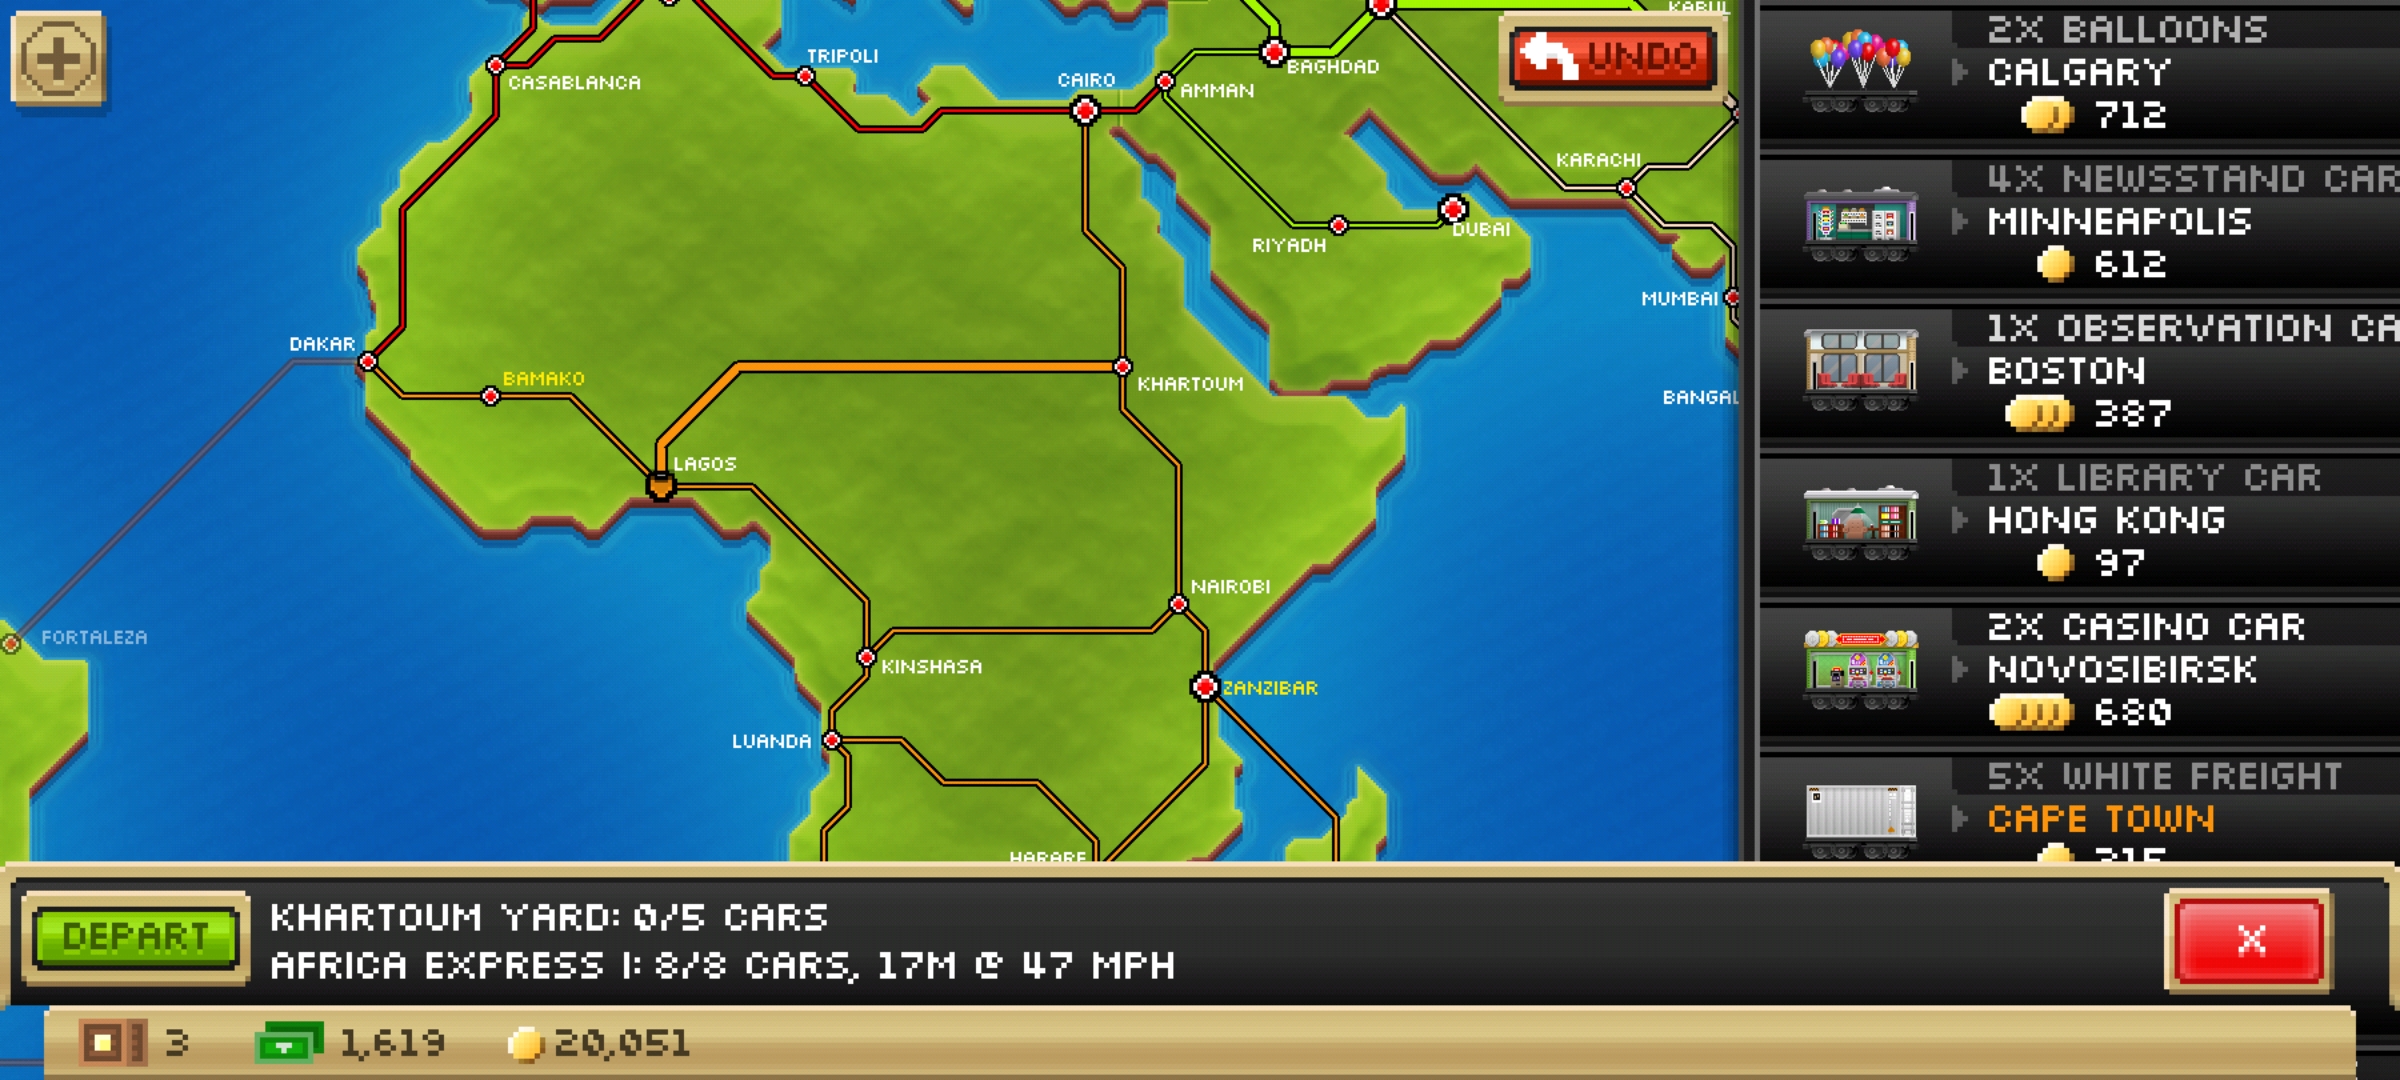 KABUL
TRIPOLI
CASABLANCA
CAIRO
AMMAN
BAGHDAD
UNDO
KARACHI
RIYADH
DUBAI
MUMBAI
DAKAR
BAMAKO
KHARTOUM
BANGAL
LAGOS
NAIROBI
FORTALEZA
KINSHASA
ZANZIBAR
LUANDA
HARARE
2X BALLOONS
CALGARY
712
4X NEWSSTAND CAR
MINNEAPOLIS
612
1X OBSERVATION CA
BOSTON
387
1X LIBRARY CAR
HONG KONG
97
2X CASINO CAR
NOVOSIBIRSK
680
5X WHITE FREIGHT
CAPE TOWN
315
DEPART
KHARTOUM YARD: 0/5 CARS
AFRICA EXPRESS I: 8/8 CARS, 17M @ 47 MPH
X
3
1,619
20,051